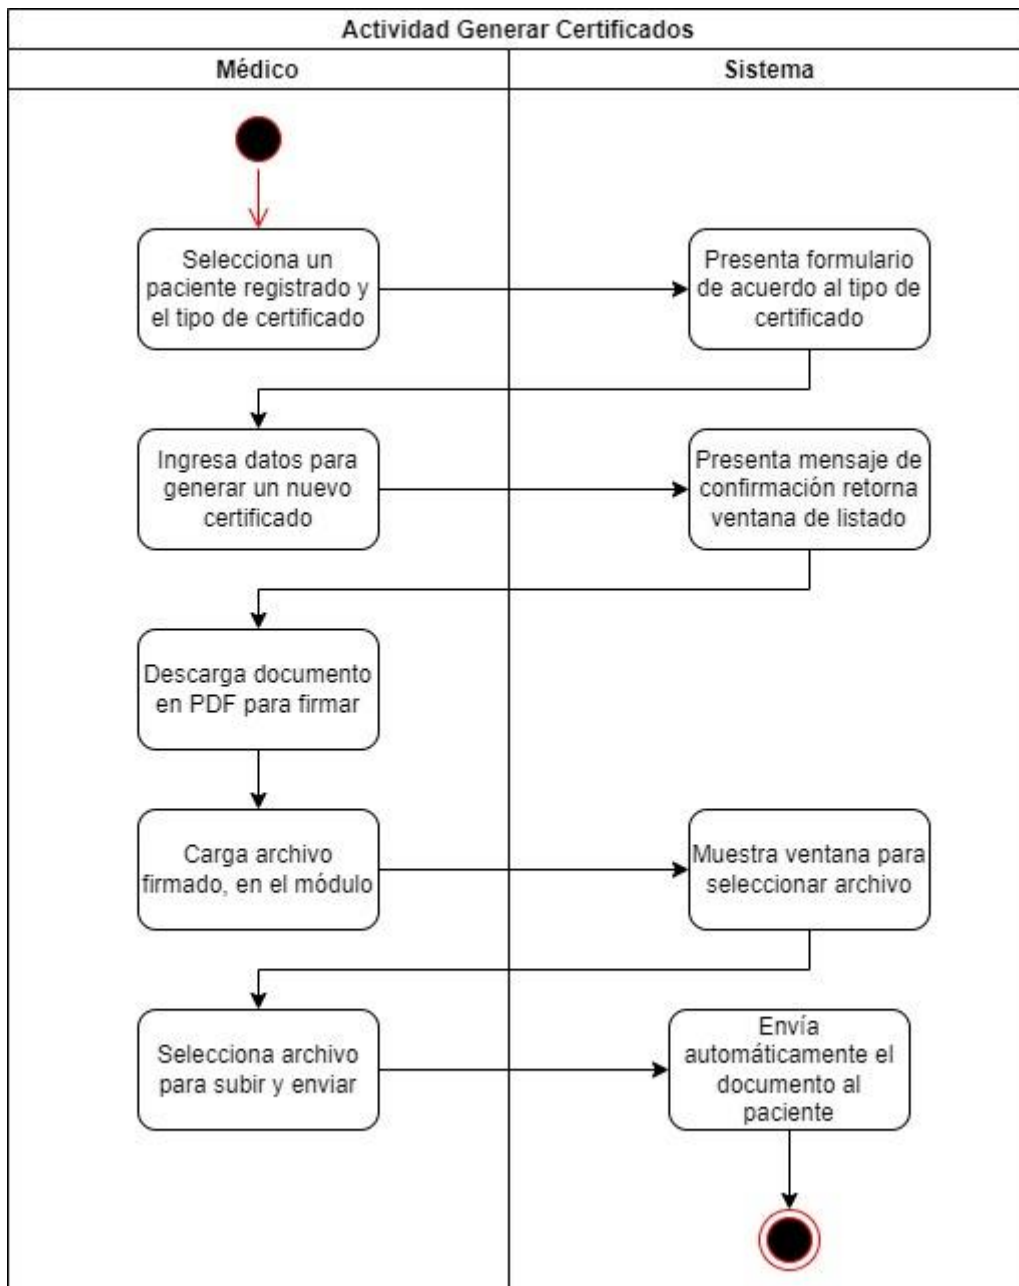 Actividad Generar Certificados
Médico
Sistema
Selecciona un
paciente registrado y
el tipo de certificado
Presenta formulario
de acuerdo al tipo de
certificado
Ingresa datos para
generar un nuevo
certificado
Presenta mensaje de
confirmación retorna
ventana de listado
Descarga documento
en PDF para firmar
Carga archivo
firmado, en el módulo
Muestra ventana para
seleccionar archivo
Selecciona archivo
para subir y enviar
Envía
automáticamente el
documento al
paciente